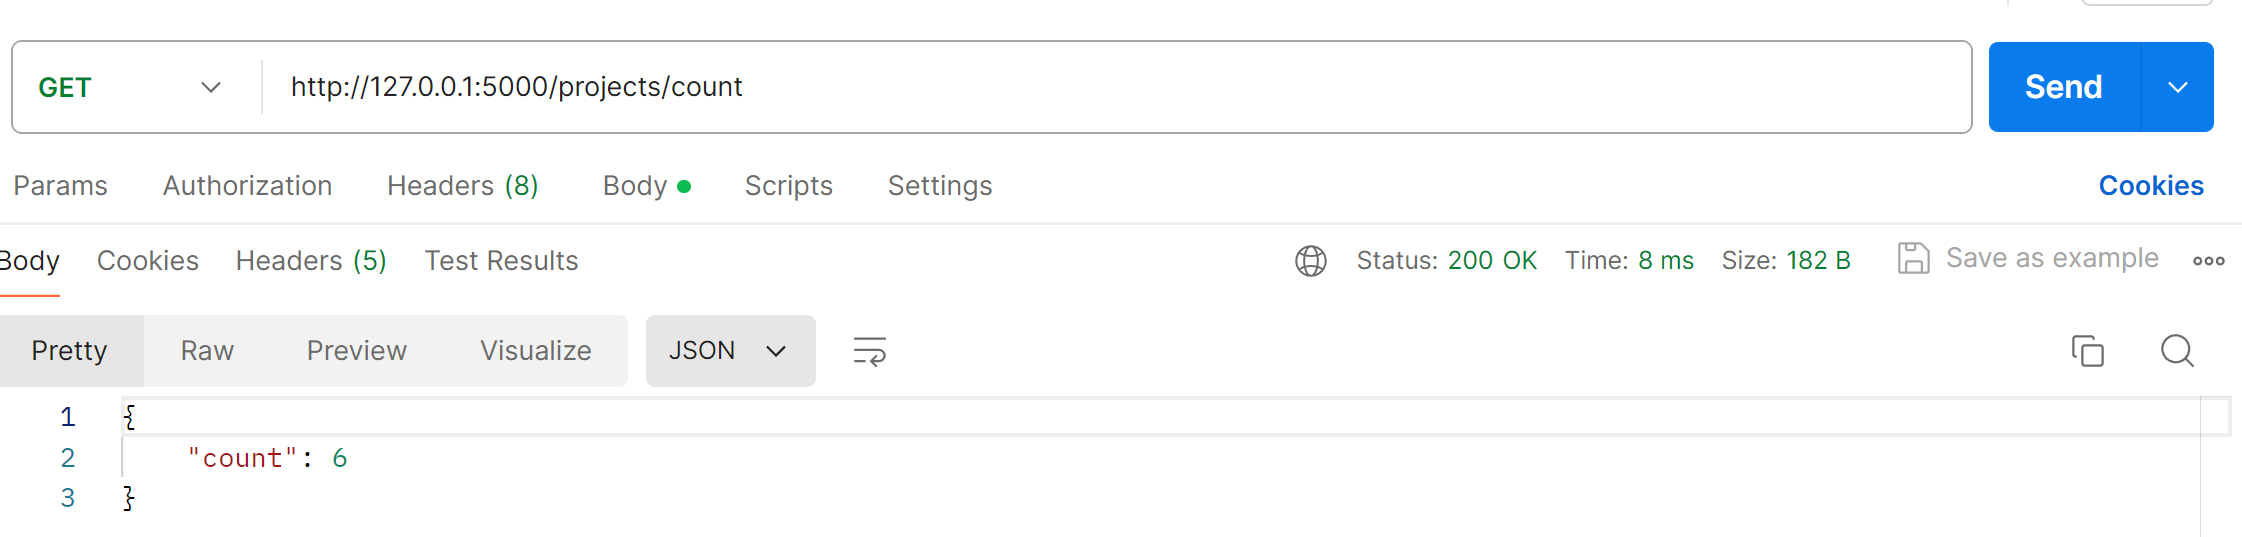 GET http://127.0.0.1:5000/projects/count Send
Params Authorization Headers (8) Body Scripts Settings Cookies
Body Cookies Headers (5) Test Results Status: 200 OK Time: 8 ms Size: 182 B Save as example
Pretty Raw Preview Visualize JSON
1 {
2 "count": 6
3 }